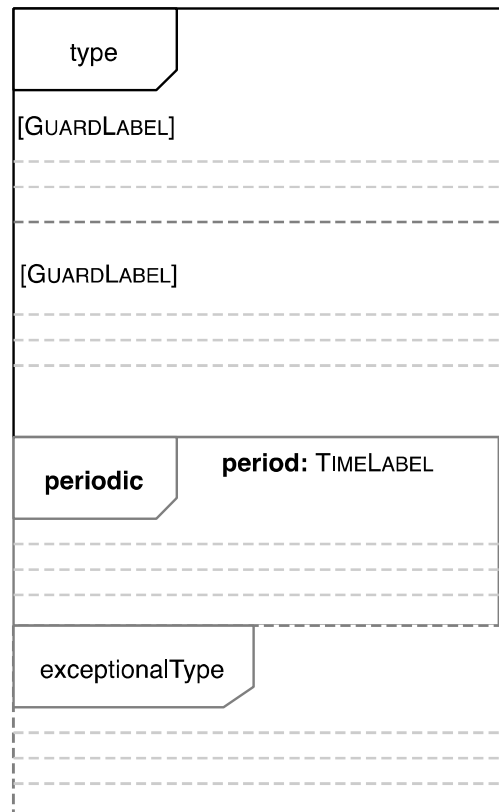 type
[GUARDLABEL]
[GUARDLABEL]
periodic
period: TIMELABEL
exceptionalType